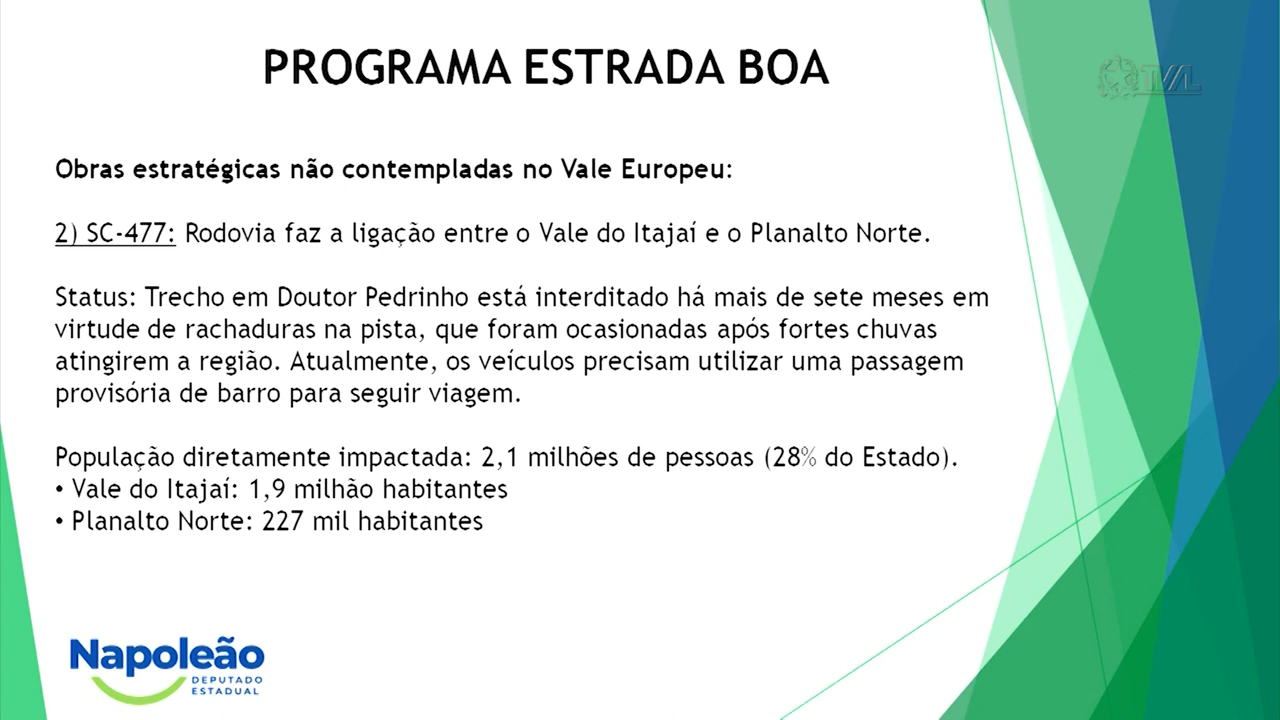 PROGRAMA ESTRADA BOA
TVAL
Obras estratégicas não contempladas no Vale Europeu:
2) SC-477: Rodovia faz a ligação entre o Vale do Itajaí e o Planalto Norte.
Status: Trecho em Doutor Pedrinho está interditado há mais de sete meses em
virtude de rachaduras na pista, que foram ocasionadas após fortes chuvas
atingirem a região. Atualmente, os veículos precisam utilizar uma passagem
provisória de barro para seguir viagem.
População diretamente impactada: 2,1 milhões de pessoas (28% do Estado).
• Vale do Itajaí: 1,9 milhão habitantes
• Planalto Norte: 227 mil habitantes
Napoleão
DEPUTADO
ESTADUAL